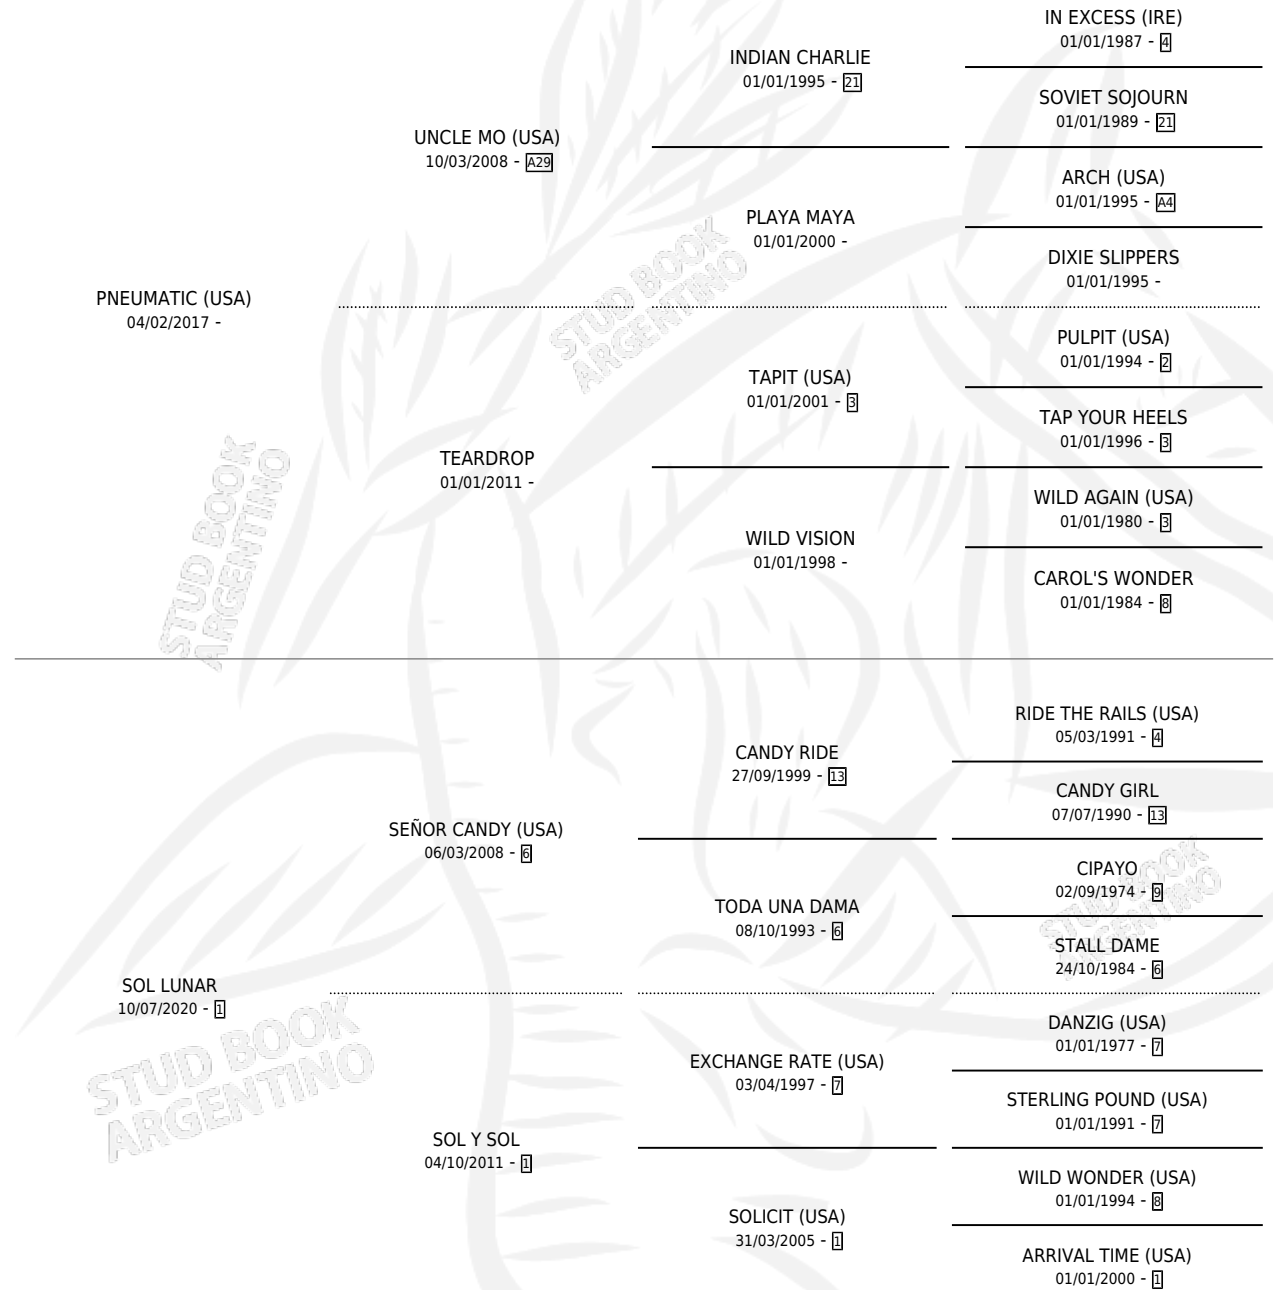 IN EXCESS (IRE)
01/01/1987 - 4
INDIAN CHARLIE
01/01/1995 - 21
SOVIET SOJOURN
01/01/1989 - 21
UNCLE MO (USA)
10/03/2008 - A29
ARCH (USA)
01/01/1995 - A4
PLAYA MAYA
01/01/2000 -
DIXIE SLIPPERS
01/01/1995 -
PNEUMATIC (USA)
04/02/2017 -
PULPIT (USA)
01/01/1994 - 2
TAPIT (USA)
01/01/2001 - 3
TAP YOUR HEELS
01/01/1996 - 3
TEARDROP
01/01/2011 -
WILD AGAIN (USA)
01/01/1980 - 3
WILD VISION
01/01/1998 -
CAROL'S WONDER
01/01/1984 - 8
RIDE THE RAILS (USA)
05/03/1991 - 4
CANDY RIDE
27/09/1999 - 13
CANDY GIRL
07/07/1990 - 13
SEÑOR CANDY (USA)
06/03/2008 - 6
CIPAYO
02/09/1974 - 9
TODA UNA DAMA
08/10/1993 - 6
STALL DAME
24/10/1984 - 6
SOL LUNAR
10/07/2020 - 1
DANZIG (USA)
01/01/1977 - 7
EXCHANGE RATE (USA)
03/04/1997 - 7
STERLING POUND (USA)
01/01/1991 - 7
SOL Y SOL
04/10/2011 - 1
WILD WONDER (USA)
01/01/1994 - 8
SOLICIT (USA)
31/03/2005 - 1
ARRIVAL TIME (USA)
01/01/2000 - 1
STUD BOOK
ARGENTINO
STUD BOOK
ARGENTINO
STUD BOOK
ARGENTINO
STUD BOOK
ARGENTINO